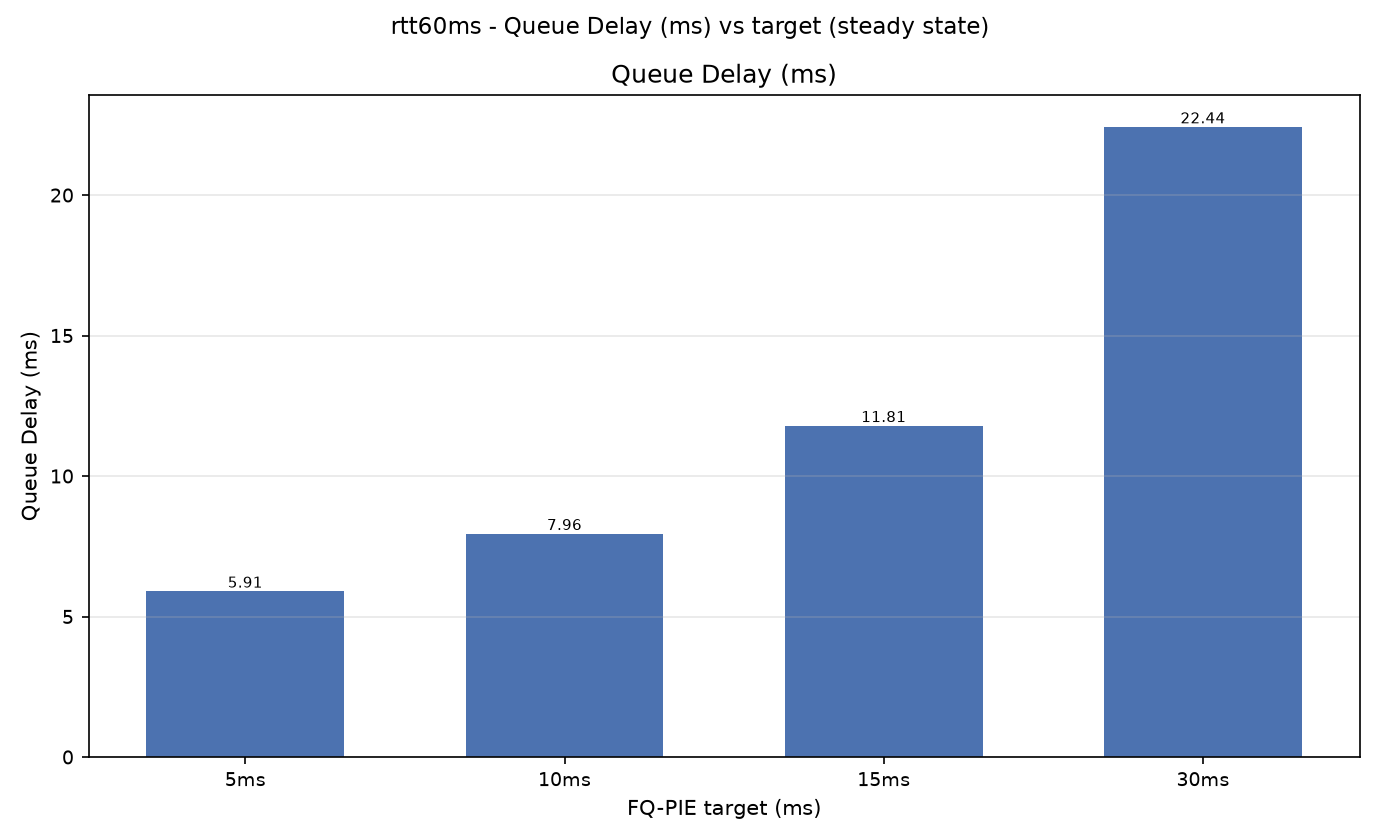 rtt60ms - Queue Delay (ms) vs target (steady state)
Queue Delay (ms)
Queue Delay (ms)
20
15
10
5
0
5.91
7.96
11.81
22.44
5ms
10ms
15ms
30ms
FQ-PIE target (ms)